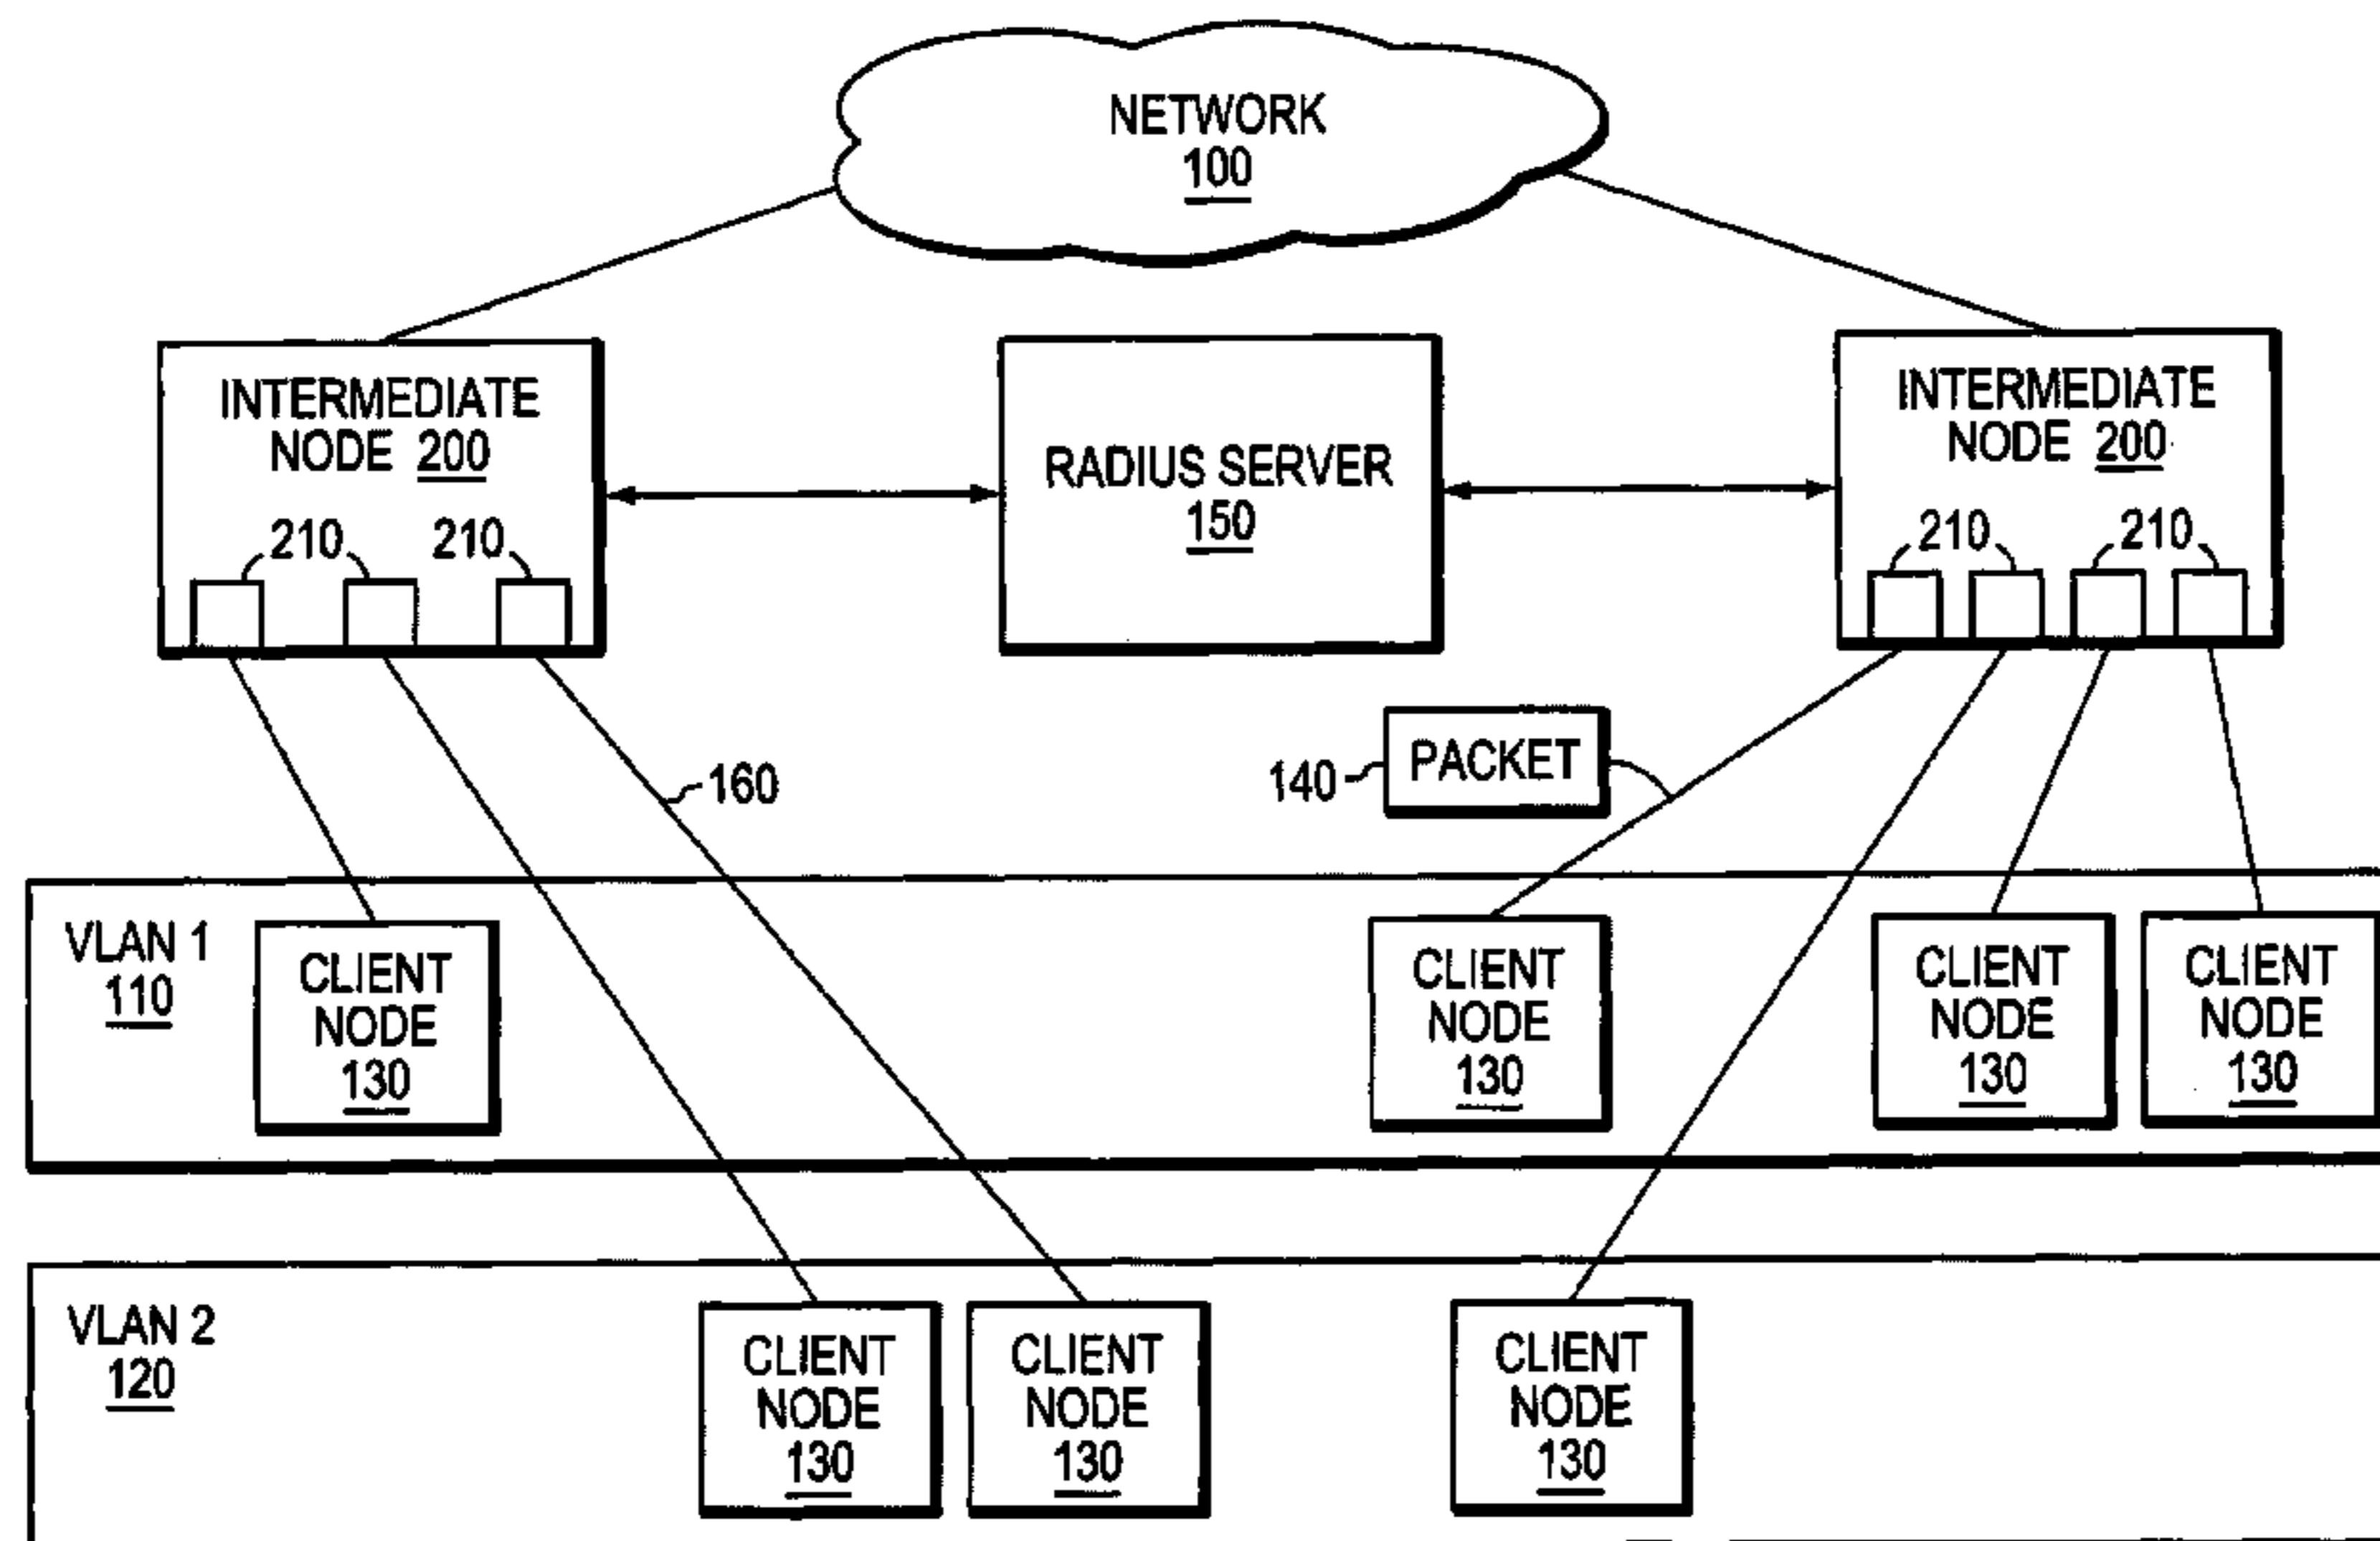 NETWORK
100
INTERMEDIATE
NODE 200
210
210
RADIUS SERVER
150
INTERMEDIATE
NODE 200
210
210
160
140
PACKET
VLAN 1
110
CLIENT
NODE
130
CLIENT
NODE
130
CLIENT
NODE
130
CLIENT
NODE
130
VLAN 2
120
CLIENT
NODE
130
CLIENT
NODE
130
CLIENT
NODE
130